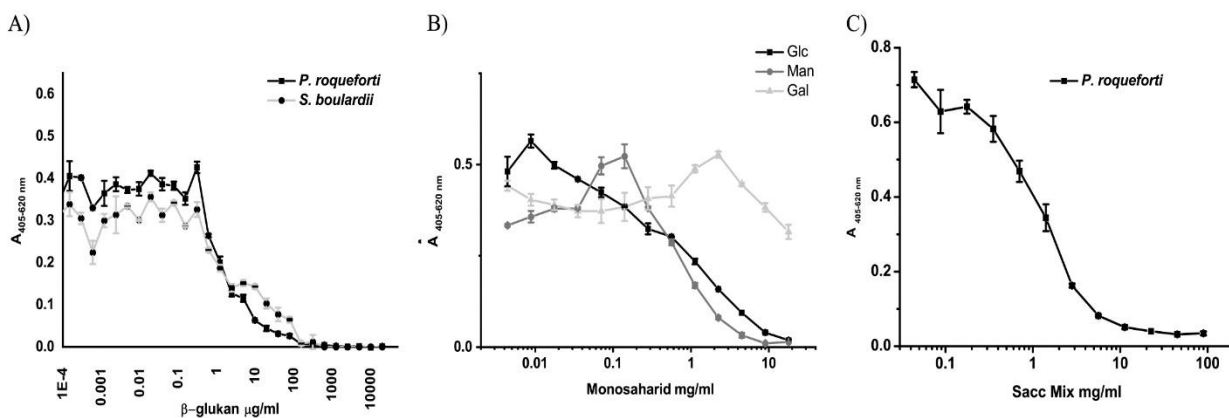 A)
P. roqueforti
S. boulardii
A405-620 nm
0.6
0.5
0.4
0.3
0.2
0.1
0.0
1E-4
0.001
0.01
0.1
1
10
100
1000
10000
β-glukan μg/ml
B)
Glc
Man
Gal
A 405-620 nm
0.5
0.0
0.01
0.1
1
10
Monosaharid mg/ml
C)
P. roqueforti
A 405-620 nm
0.8
0.6
0.4
0.2
0.0
0.1
1
10
100
Sacc Mix mg/ml